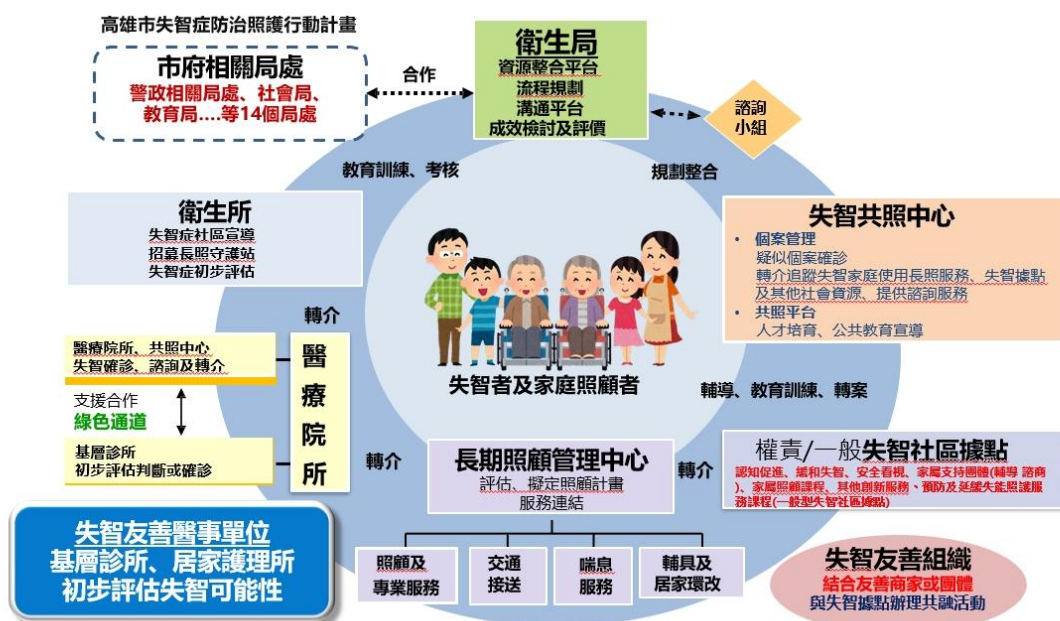 高雄市失智症防治照護行動計畫
市府相關局處
警政相關局處、社會局、
教育局....等14個局處
合作
衛生局
資源整合平台
流程規劃
溝通平台
成效檢討及評價
諮詢
小組
教育訓練、考核
規劃整合
衛生所
失智症社區宣導
招募長照守護站
失智症初步評估
失智共照中心
• 個案管理
疑似個案確診
轉介追蹤失智家庭使用長照服務、失智據點
及其他社會資源、提供諮詢服務
• 共照平台
人才培育、公共教育宣導
轉介
醫療院所、共照中心
失智確診、諮詢及轉介
支援合作
綠色通道
基層診所
初步評估判斷或確診
醫
療
院
所
失智者及家庭照顧者
輔導、教育訓練、轉案
轉介
長期照顧管理中心
評估、擬定照顧計畫
服務連結
轉介
權責/一般失智社區據點
認知促進、緩和失智、安全看視、家屬支持團體(輔導 諮商
)、家屬照顧課程、其他創新服務、預防及延緩失能照護服
務課程(一般型失智社區據點)
照顧及
專業服務
交通
接送
喘息
服務
輔具及
居家環改
失智友善醫事單位
基層診所、居家護理所
初步評估失智可能性
失智友善組織
結合友善商家或團體
與失智據點辦理共融活動